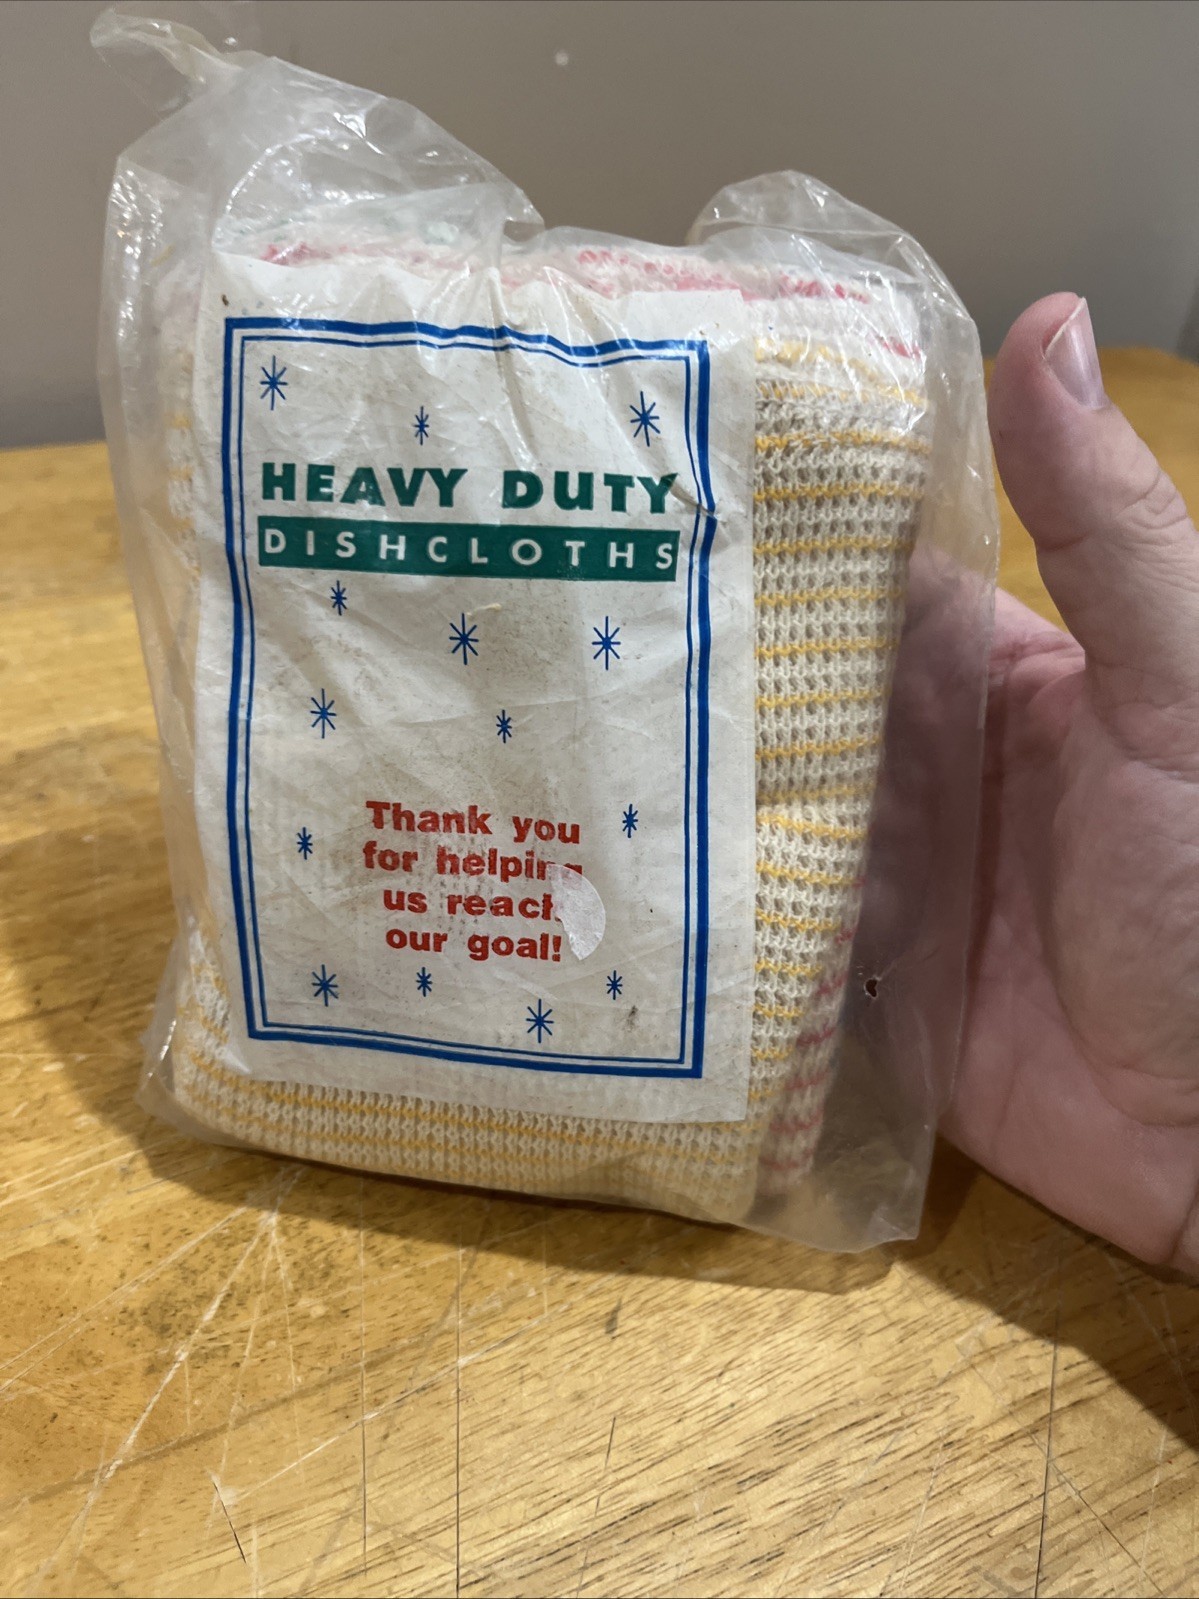 HEAVY DUTY
DISHCLOTHS
Thank you
for helping
us reach
our goal!